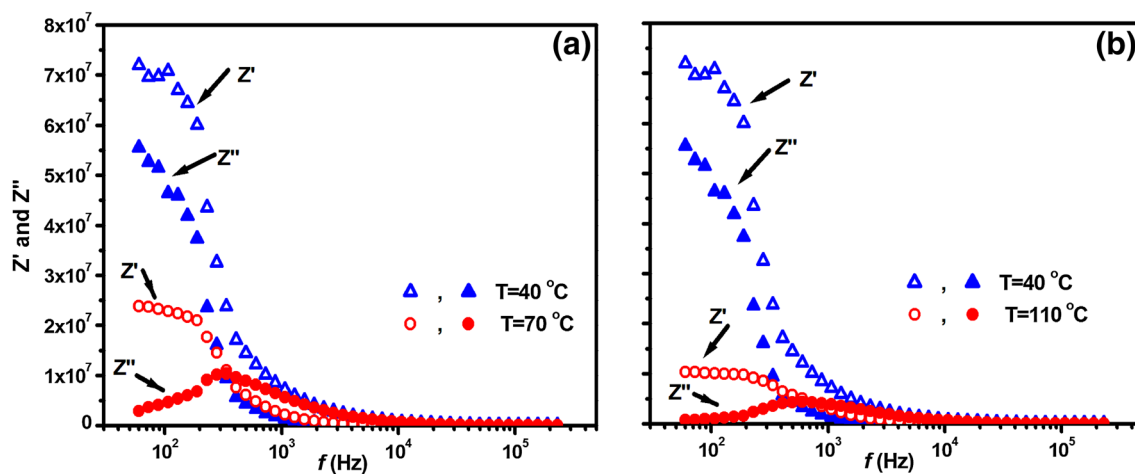 (a)
8x10⁷
7x10⁷
6x10⁷
5x10⁷
4x10⁷
3x10⁷
2x10⁷
1x10⁷
0
Z' and Z"
Z'
Z"
Z'
Z"
, T=40 °C
, T=70 °C
10² 10³ 10⁴ 10⁵
f (Hz)
(b)
Z'
Z"
Z'
Z"
, T=40 °C
, T=110 °C
10² 10³ 10⁴ 10⁵
f (Hz)